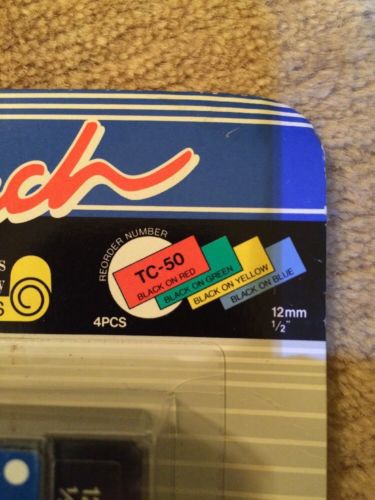 ch
REORDER NUMBER
TC-50
BLACK ON RED
BLACK ON GREEN
BLACK ON YELLOW
BLACK ON BLUE
4PCS
12mm
1/2"